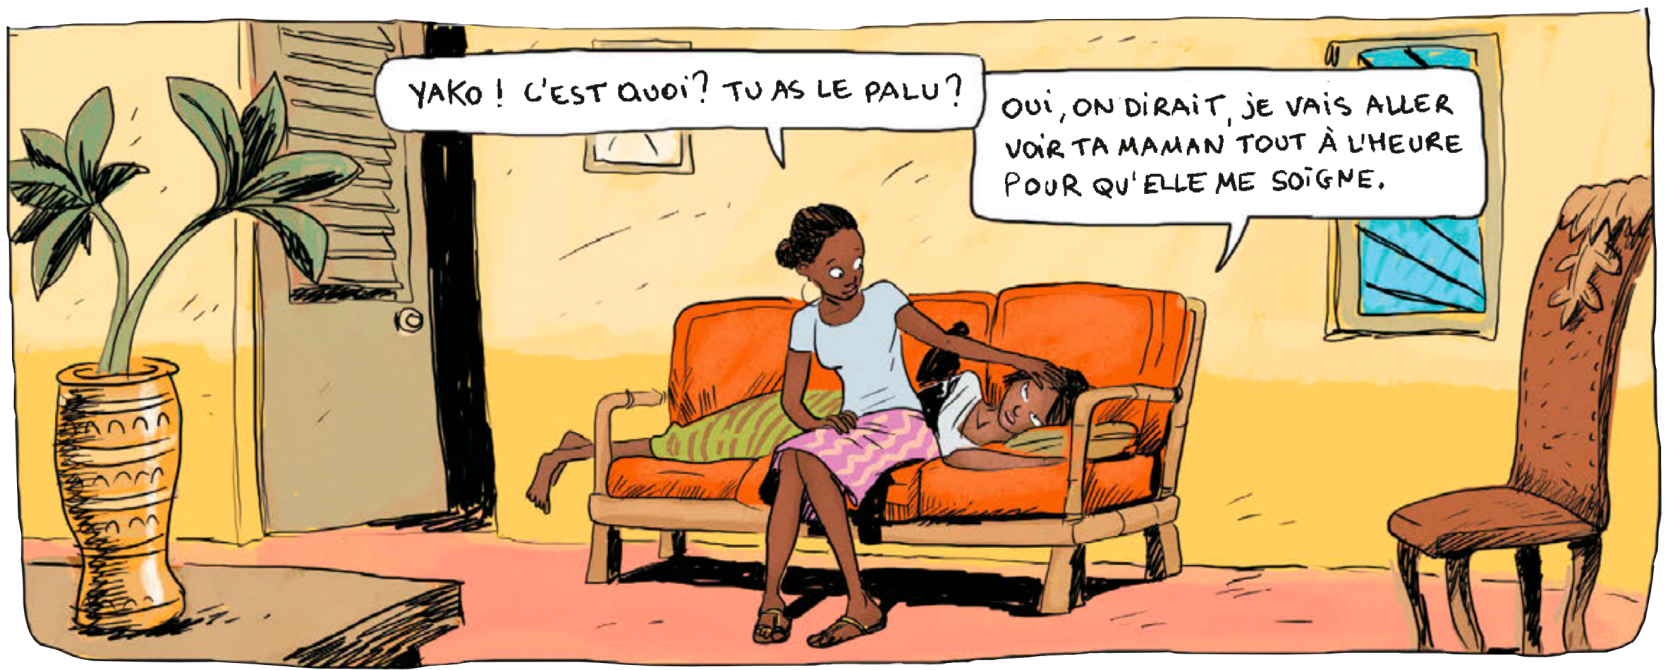 YAKO ! C'EST QUOI ? TU AS LE PALU ?
OUI, ON DIRAIT, JE VAIS ALLER
VOIR TA MAMAN TOUT À L'HEURE
POUR QU'ELLE ME SOIGNE.